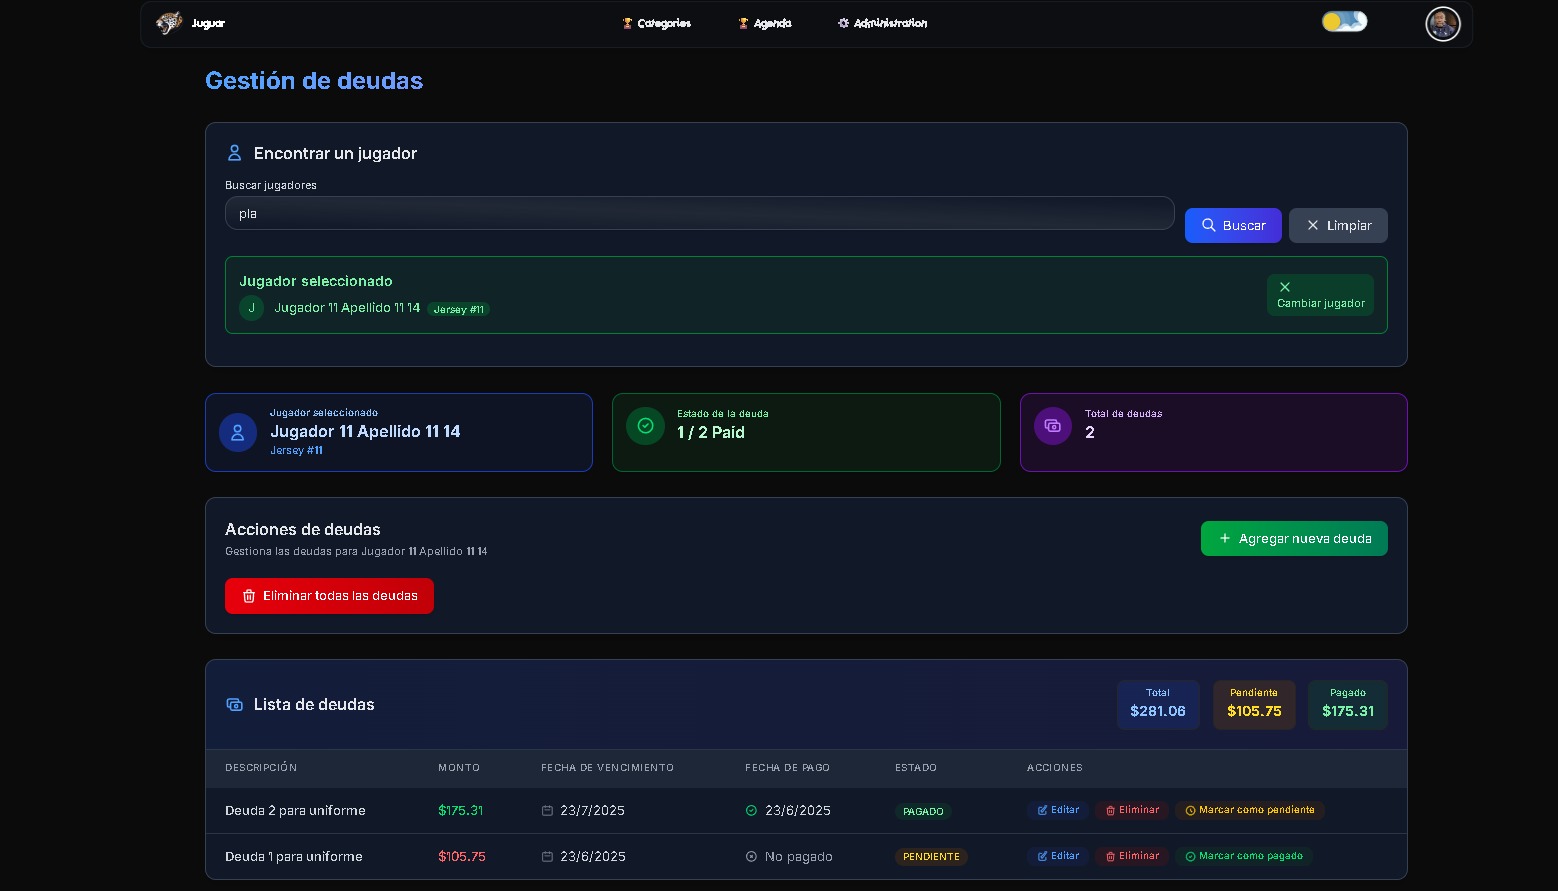 Juguar
Categories
Agenda
Administration
Gestión de deudas
Encontrar un jugador
Buscar jugadores
pla
Buscar
Limpiar
Jugador seleccionado
J
Jugador 11 Apellido 11 14
Jersey #11
Cambiar jugador
Jugador seleccionado
Jugador 11 Apellido 11 14
Jersey #11
Estado de la deuda
1 / 2 Paid
Total de deudas
2
Acciones de deudas
Gestiona las deudas para Jugador 11 Apellido 11 14
Agregar nueva deuda
Eliminar todas las deudas
Lista de deudas
Total
$281.06
Pendiente
$105.75
Pagado
$175.31
DESCRIPCIÓN MONTO FECHA DE VENCIMIENTO FECHA DE PAGO ESTADO ACCIONES
Deuda 2 para uniforme $175.31 23/7/2025 23/6/2025 PAGADO Editar Eliminar Marcar como pendiente
Deuda 1 para uniforme $105.75 23/6/2025 No pagado PENDIENTE Editar Eliminar Marcar como pagado